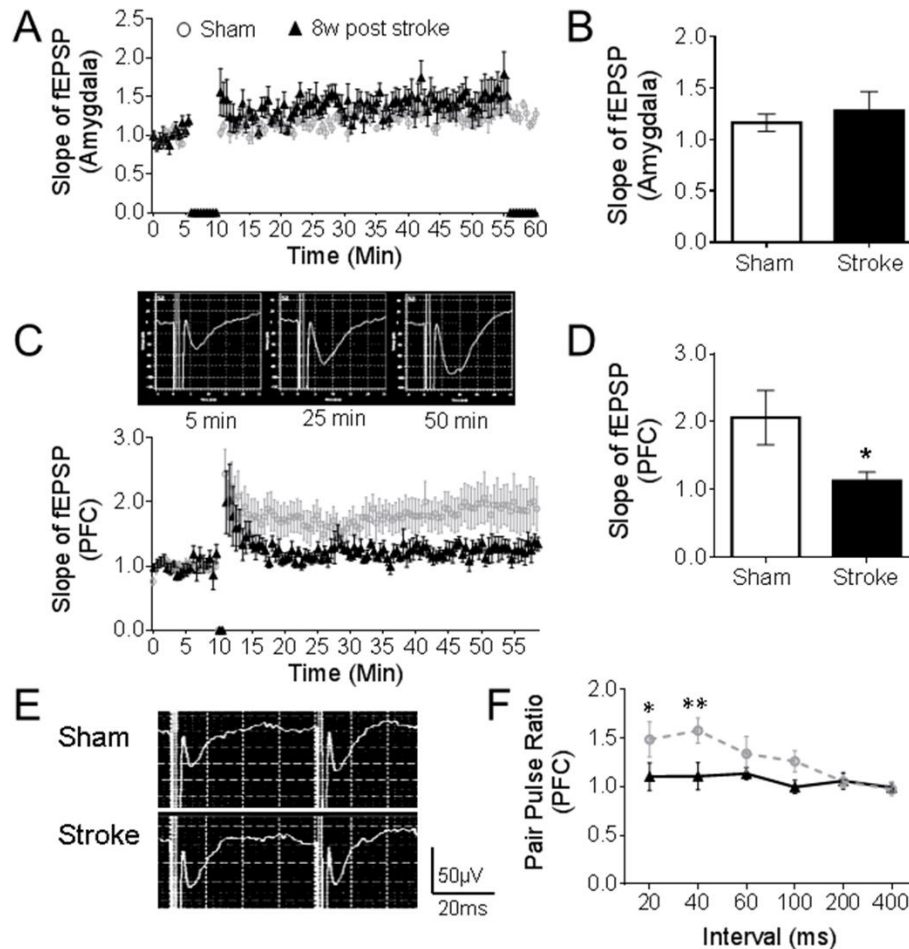 A
Sham
8w post stroke
Slope of fEPSP
(Amygdala)
2.5
2.0
1.5
1.0
0.5
0.0
0 5 10 15 20 25 30 35 40 45 50 55 60
Time (Min)
B
Slope of fEPSP
(Amygdala)
2.0
1.5
1.0
0.5
0.0
Sham Stroke
C
5 min 25 min 50 min
Slope of fEPSP
(PFC)
3.0
2.0
1.0
0.0
0 5 10 15 20 25 30 35 40 45 50 55
Time (Min)
D
Slope of fEPSP
(PFC)
3.0
2.0
1.0
0.0
*
Sham Stroke
E
Sham
Stroke
50µV
20ms
F
Pair Pulse Ratio
(PFC)
2.0
1.5
1.0
0.5
0.0
* **
20 40 60 100 200 400
Interval (ms)